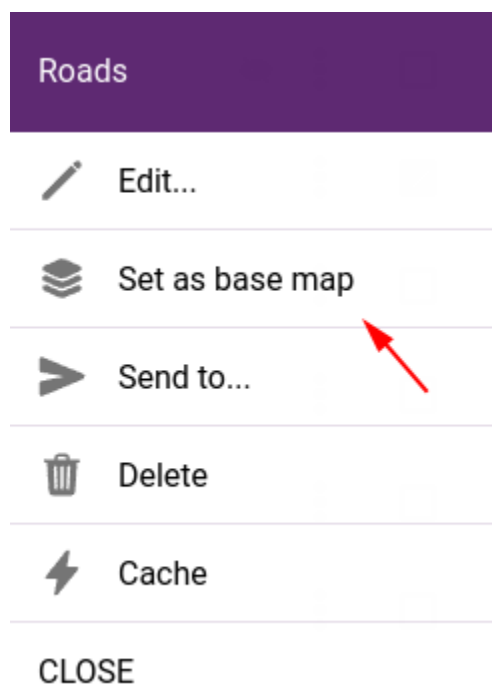 Roads
Edit...
Set as base map
Send to...
Delete
Cache
CLOSE